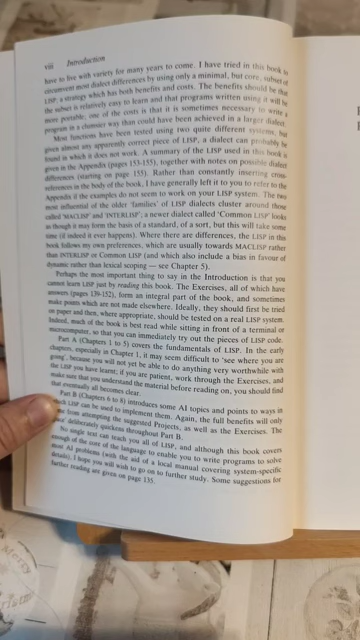 viii Introduction
have to live with variety for many years to come. I have tried in this book to
circumvent most dialect differences by using only a minimal, but core, subset of
LISP: a strategy which has both benefits and costs. The benefits should be that
the subset is relatively easy to learn and that programs written using it will be
more portable; one of the costs is that it is sometimes necessary to write a
program in a clumsier way than could have been achieved in a larger dialect.
Most functions have been tested using two quite different systems, but
given almost any apparently correct piece of LISP, a dialect can probably be
found in which it does not work. A summary of the LISP used in this book is
given in the Appendix (pages 153-155), together with notes on possible dialect
differences (starting on page 155). Rather than constantly inserting cross-
references in the body of the book, I have generally left it to you to refer to the
Appendix if the examples do not seem to work on your LISP system. The two
most influential of the older 'families' of LISP dialects cluster around those
called 'MACLISP' and 'INTERLISP'; a newer dialect called 'Common LISP' looks
as though it may form the basis of a standard, of a sort, but this will take some
time (if indeed it ever happens). Where there are differences, the LISP in this
book follows my own preferences, which are usually towards MACLISP rather
than INTERLISP or Common LISP (and which also include a bias in favour of
dynamic rather than lexical scoping — see Chapter 5).
Perhaps the most important thing to say in the Introduction is that you
cannot learn LISP just by reading this book. The Exercises, all of which have
answers (pages 139-152), form an integral part of the book, and sometimes
make points which are not made elsewhere. Ideally, they should first be tried
on paper and then, where appropriate, should be tested on a real LISP system.
Indeed, much of the book is best read while sitting in front of a terminal or
microcomputer, so that you can immediately try out the pieces of LISP code.
Part A (Chapters 1 to 5) covers the fundamentals of LISP. In the early
chapters, especially in Chapter 1, it may seem difficult to 'see where you are
going', because you will not yet be able to do anything very worthwhile with
the LISP you have learnt; if you are patient, work through the Exercises, and
make sure that you understand the material before reading on, you should find
that eventually all becomes clear.
Part B (Chapters 6 to 8) introduces some AI topics and points to ways in
which LISP can be used to implement them. Again, the full benefits will only
come from attempting the suggested Projects, as well as the Exercises. The
deliberately quickens throughout Part B.
No single text can teach you all of LISP, and although this book covers
enough of the core of the language to enable you to write programs to solve
most AI problems (with the aid of a local manual covering system-specific
details), I hope you will wish to go on to further study. Some suggestions for
further reading are given on page 135.